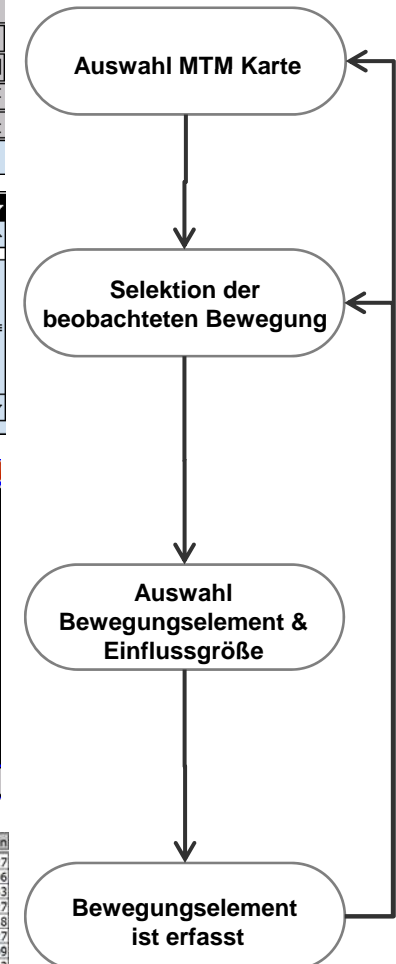 Auswahl MTM Karte
Selektion der
beobachteten Bewegung
Auswahl
Bewegungselement &
Einflussgröße
Bewegungselement
ist erfasst